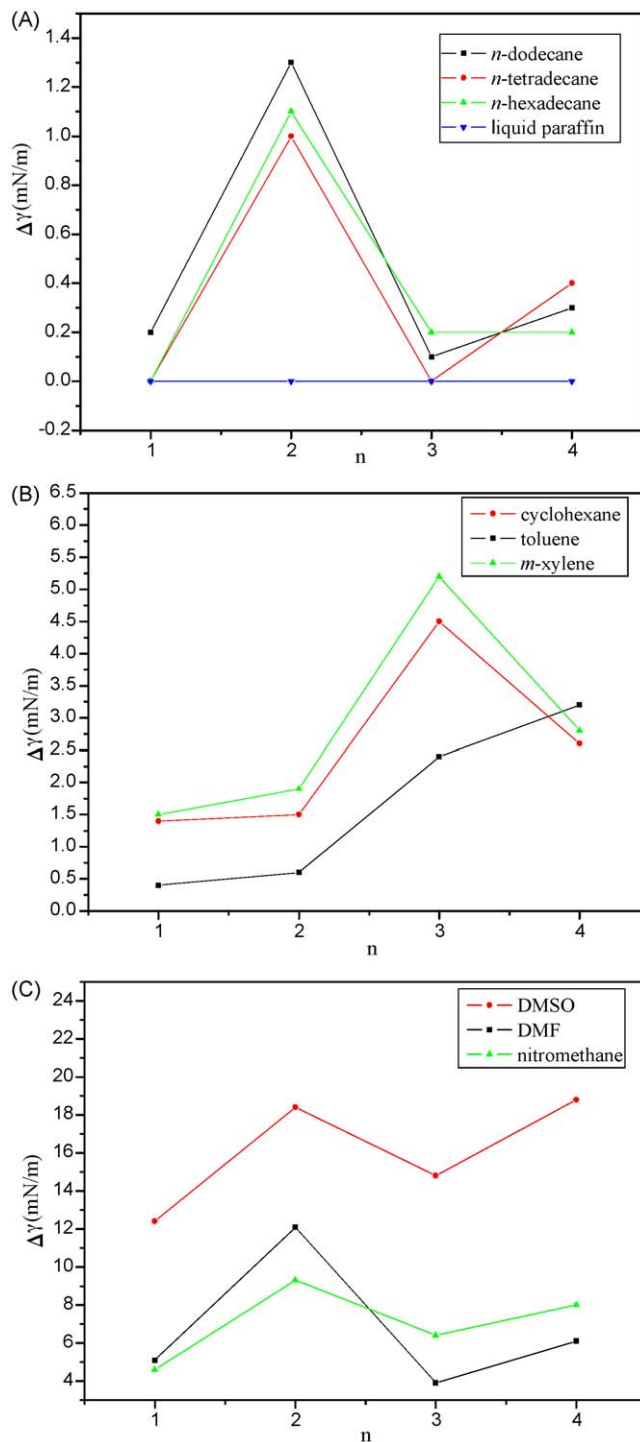 (A)
n-dodecane
n-tetradecane
n-hexadecane
liquid paraffin
1.4
1.2
1.0
0.8
0.6
0.4
0.2
0.0
-0.2
Δγ(mN/m)
1 2 3 4
n
(B)
cyclohexane
toluene
m-xylene
6.5
6.0
5.5
5.0
4.5
4.0
3.5
3.0
2.5
2.0
1.5
1.0
0.5
0.0
Δγ(mN/m)
1 2 3 4
n
(C)
DMSO
DMF
nitromethane
24
22
20
18
16
14
12
10
8
6
4
Δγ(mN/m)
1 2 3 4
n